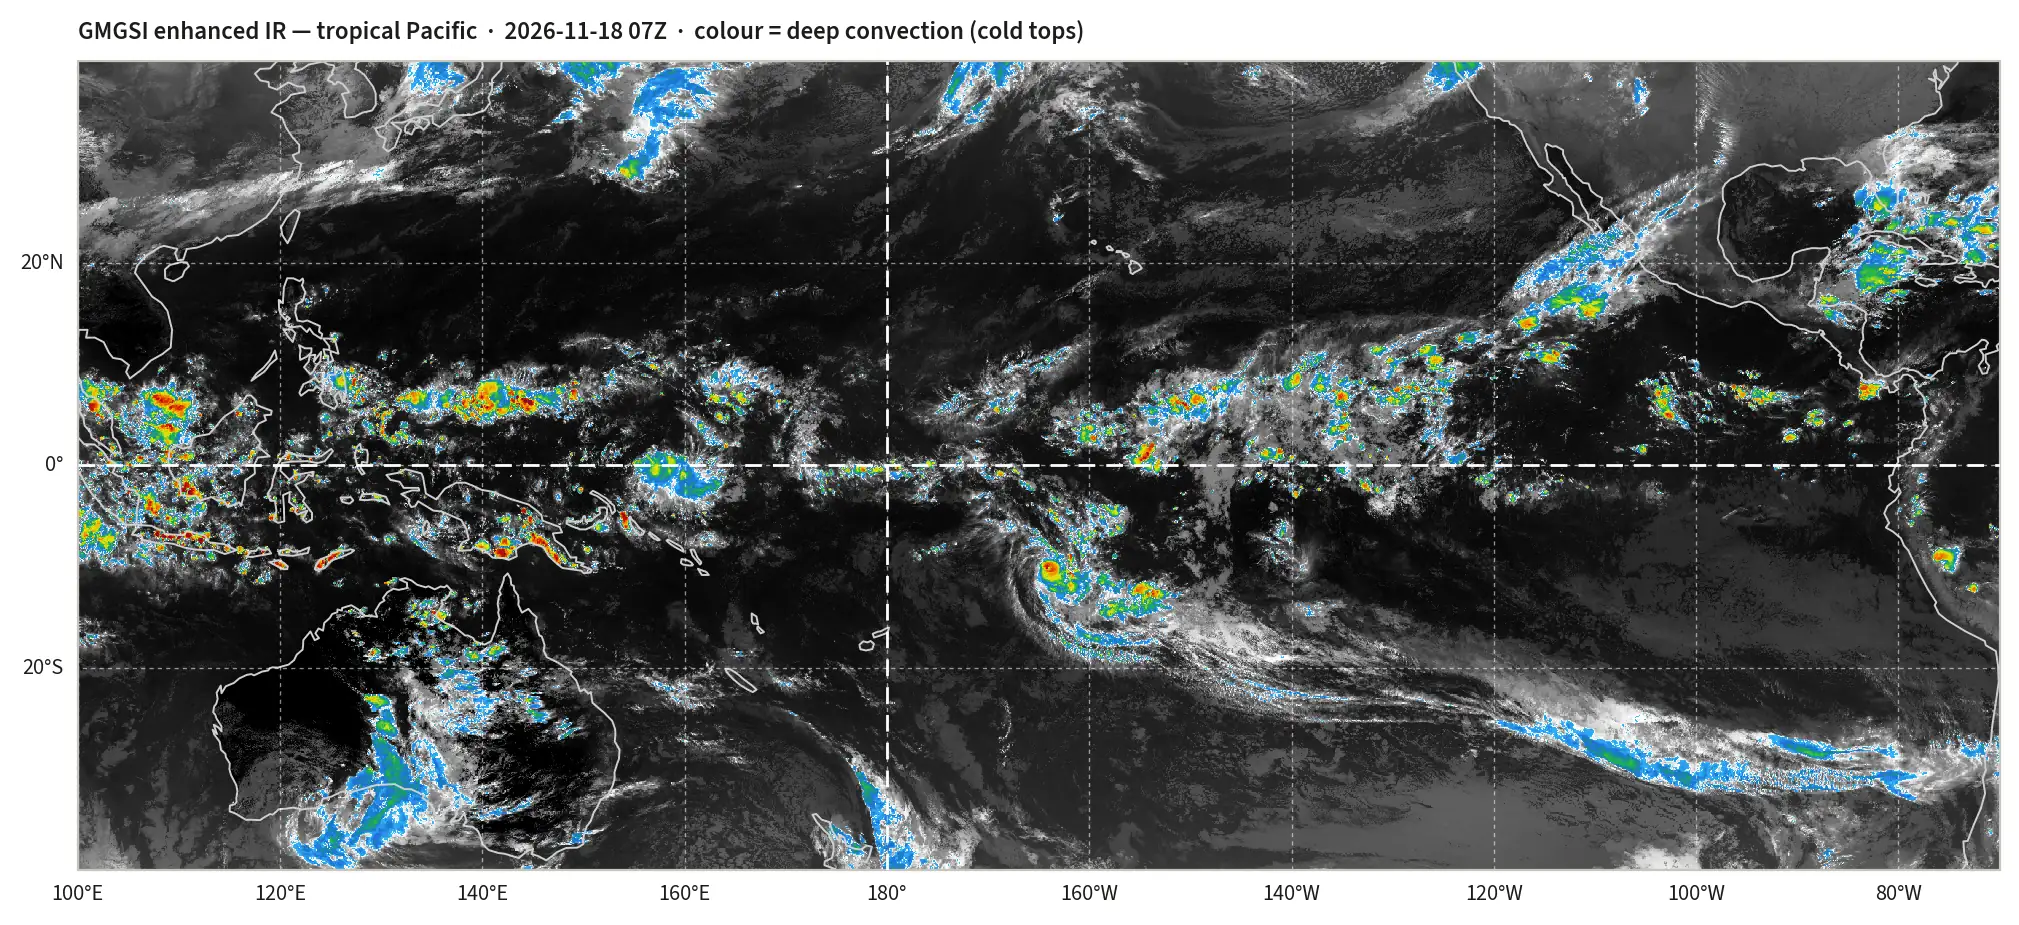 GMGSI enhanced IR — tropical Pacific · 2026-11-18 07Z · colour = deep convection (cold tops)
20°N
0°
20°S
100°E 120°E 140°E 160°E 180° 160°W 140°W 120°W 100°W 80°W